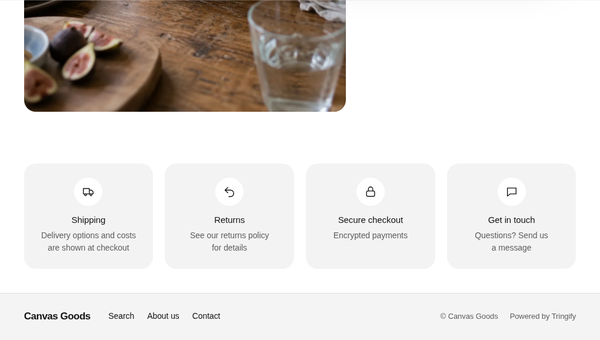 Shipping
Delivery options and costs
are shown at checkout
Returns
See our returns policy
for details
Secure checkout
Encrypted payments
Get in touch
Questions? Send us
a message
Canvas Goods Search About us Contact © Canvas Goods Powered by Tringify